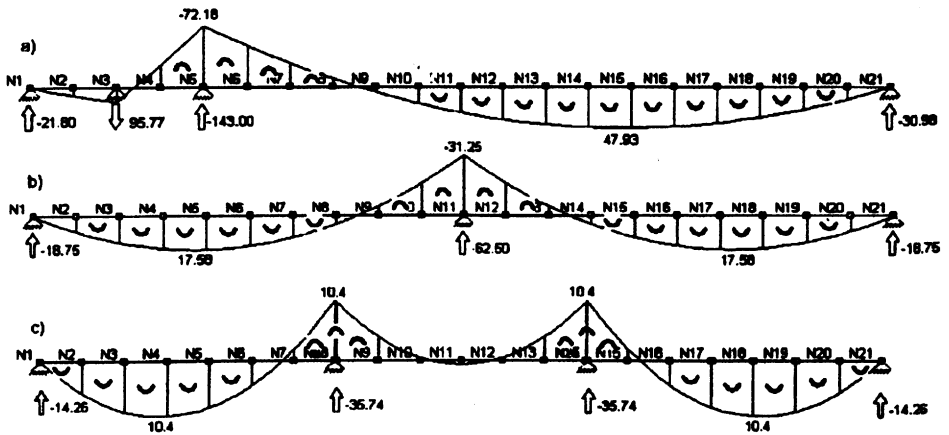 -72.18
a)
N1 N2 N3 N4 N5 N6 N7 N9 N10 N11 N12 N13 N14 N15 N16 N17 N18 N19 N20 N21
-21.80 95.77 -143.00 47.93 -30.98
-31.25
b)
N1 N2 N3 N4 N5 N6 N7 N8 N9 N11 N12 N14 N15 N16 N17 N18 N19 N20 N21
-18.75 17.58 -62.50 17.58 -18.75
10.4 10.4
c)
N1 N2 N3 N4 N5 N6 N7 N9 N10 N11 N12 N13 N15 N16 N17 N18 N19 N20 N21
-14.26 10.4 -35.74 -35.74 10.4 -14.26